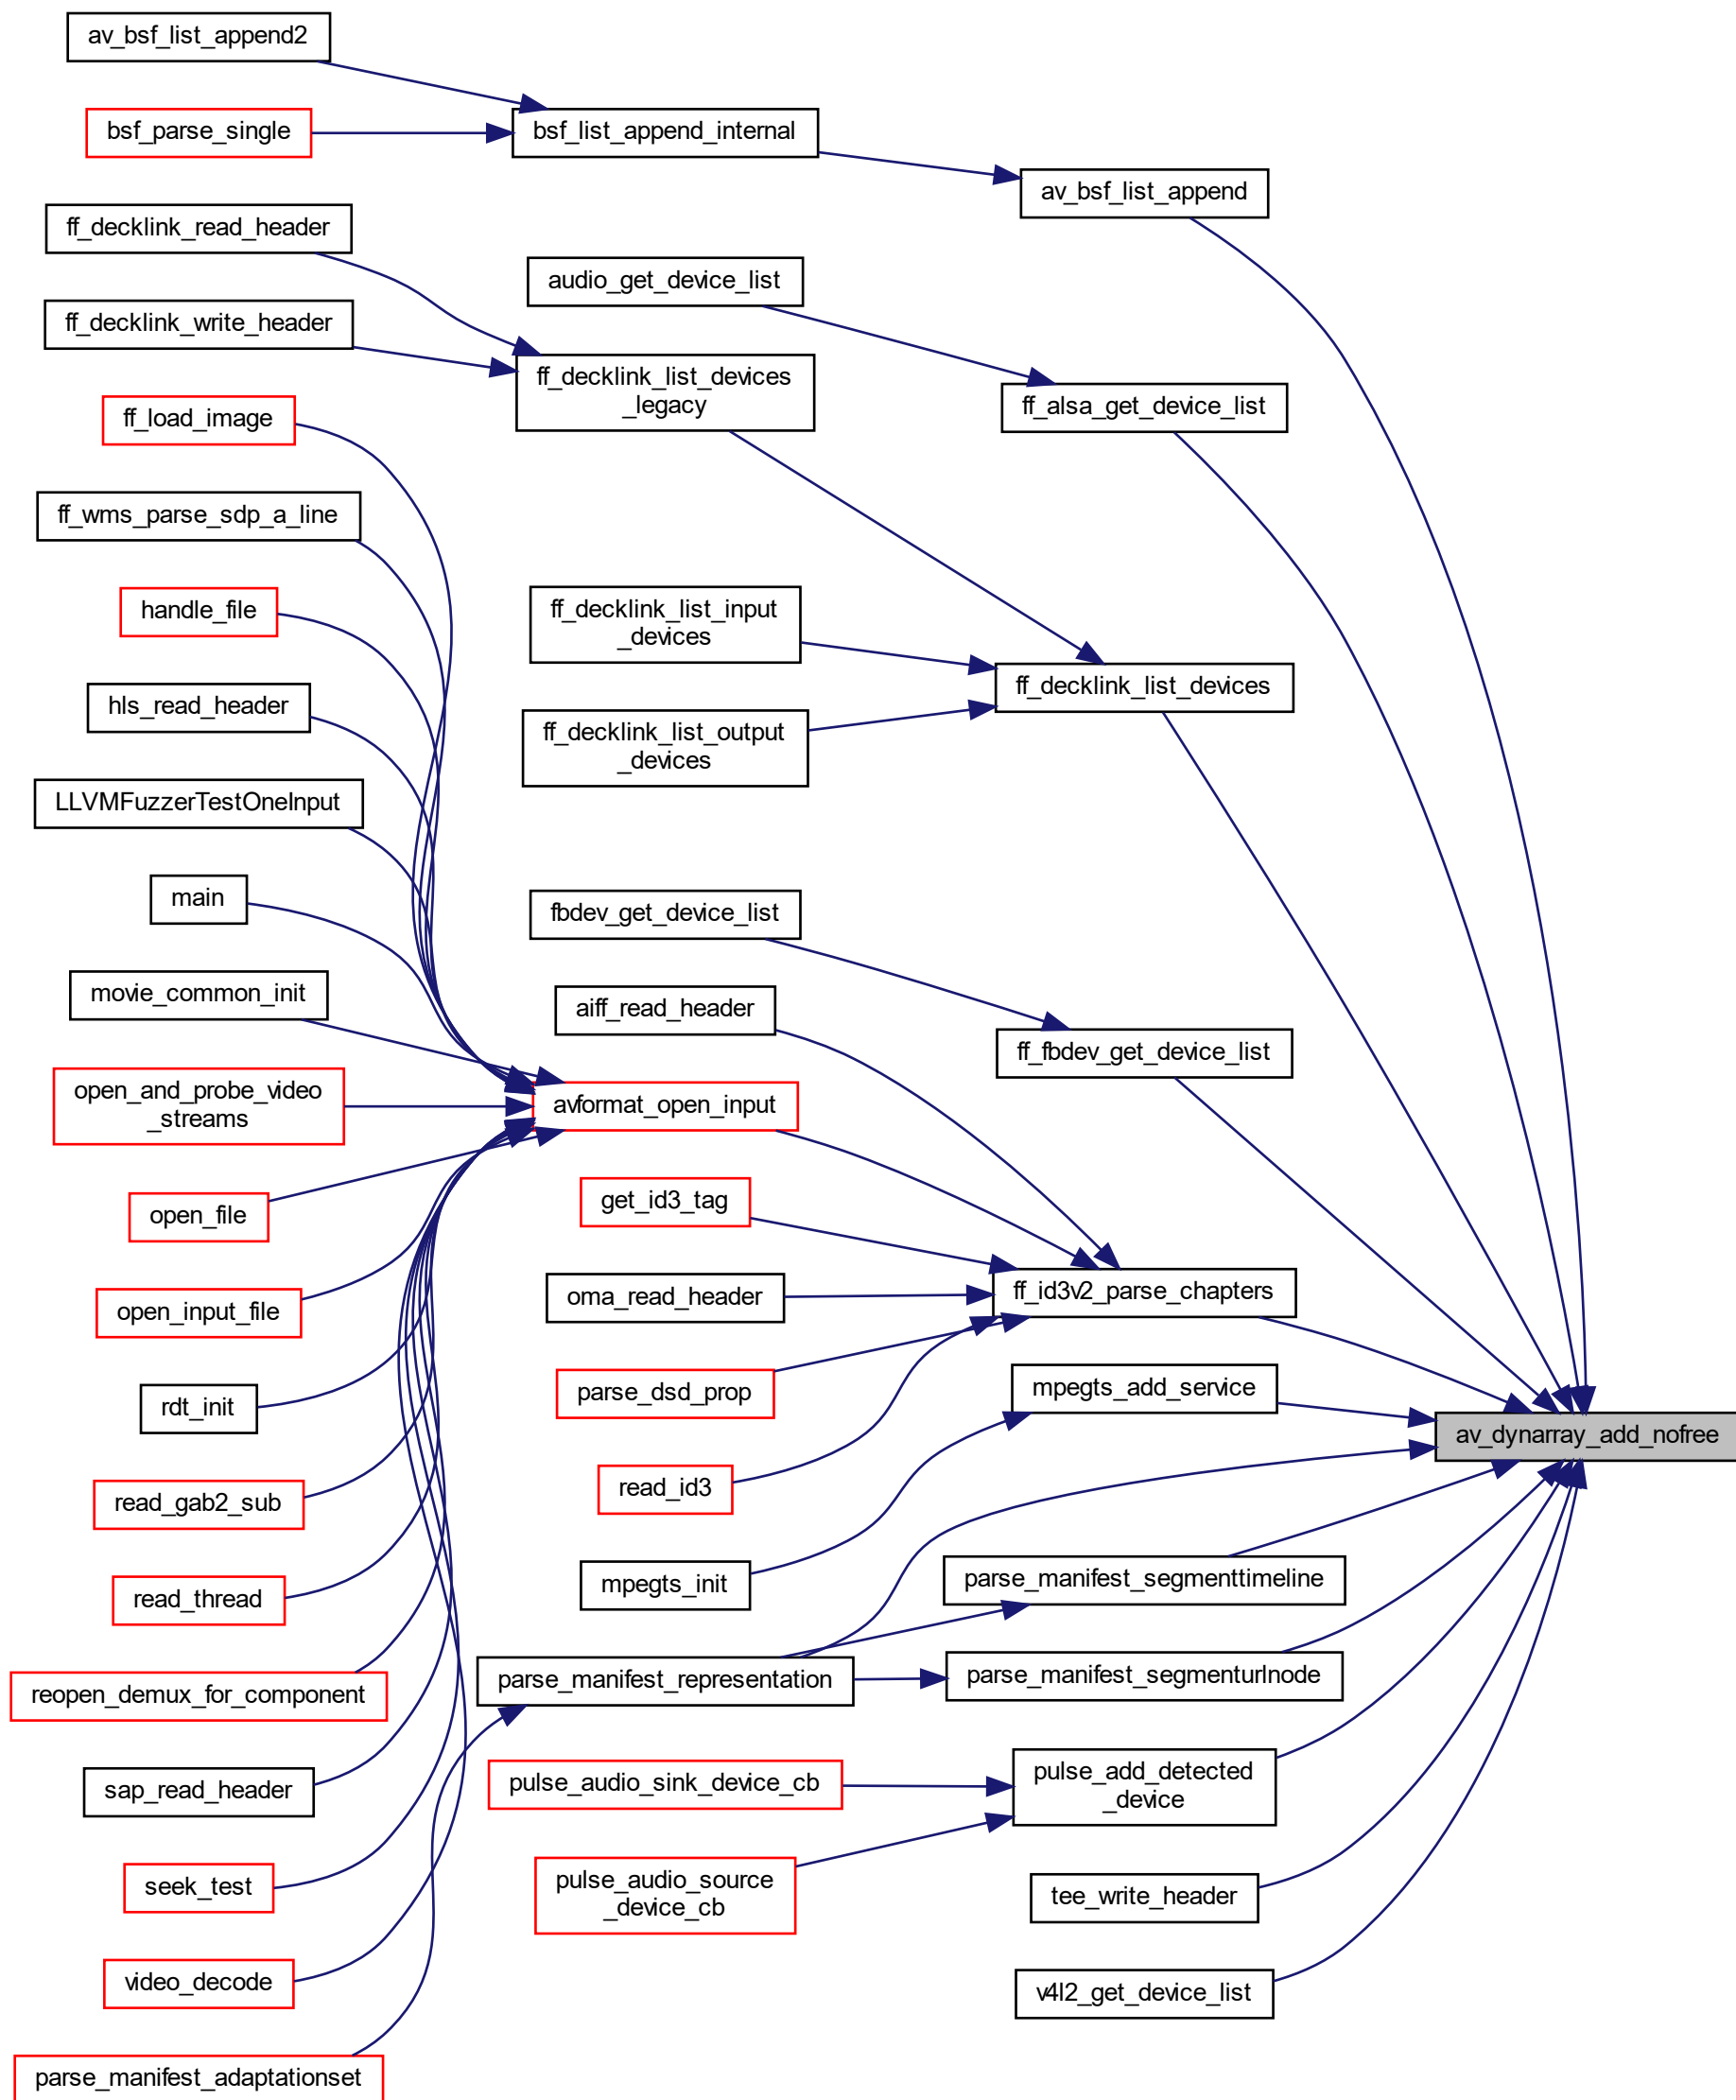 av_bsf_list_append2
bsf_parse_single
bsf_list_append_internal
av_bsf_list_append
ff_decklink_read_header
audio_get_device_list
ff_decklink_write_header
ff_decklink_list_devices
_legacy
ff_alsa_get_device_list
ff_load_image
ff_wms_parse_sdp_a_line
handle_file
ff_decklink_list_input
_devices
hls_read_header
ff_decklink_list_devices
ff_decklink_list_output
_devices
LLVMFuzzerTestOneInput
main
fbdev_get_device_list
movie_common_init
aiff_read_header
ff_fbdev_get_device_list
open_and_probe_video
_streams
avformat_open_input
open_file
get_id3_tag
open_input_file
oma_read_header
ff_id3v2_parse_chapters
rdt_init
parse_dsd_prop
mpegts_add_service
av_dynarray_add_nofree
read_gab2_sub
read_id3
read_thread
mpegts_init
parse_manifest_segmenttimeline
reopen_demux_for_component
parse_manifest_representation
parse_manifest_segmenturlnode
sap_read_header
pulse_audio_sink_device_cb
pulse_add_detected
_device
seek_test
pulse_audio_source
_device_cb
tee_write_header
video_decode
v4l2_get_device_list
parse_manifest_adaptationset